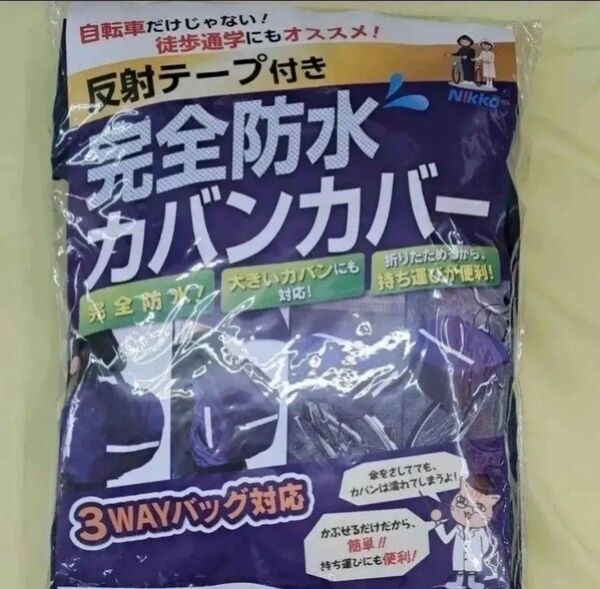 自転車だけじゃない!
徒歩通学にもオススメ!
反射テープ付き
Nikko
完全防水
カバンカバー
完全防水!
大きいカバンにも
対応!
折りたためるから、
持ち運びが便利!
3WAYバッグ対応
傘をさしてても、
カバンは濡れてしまうよ!
かぶせるだけだから、
簡単!!
持ち運びにも便利!